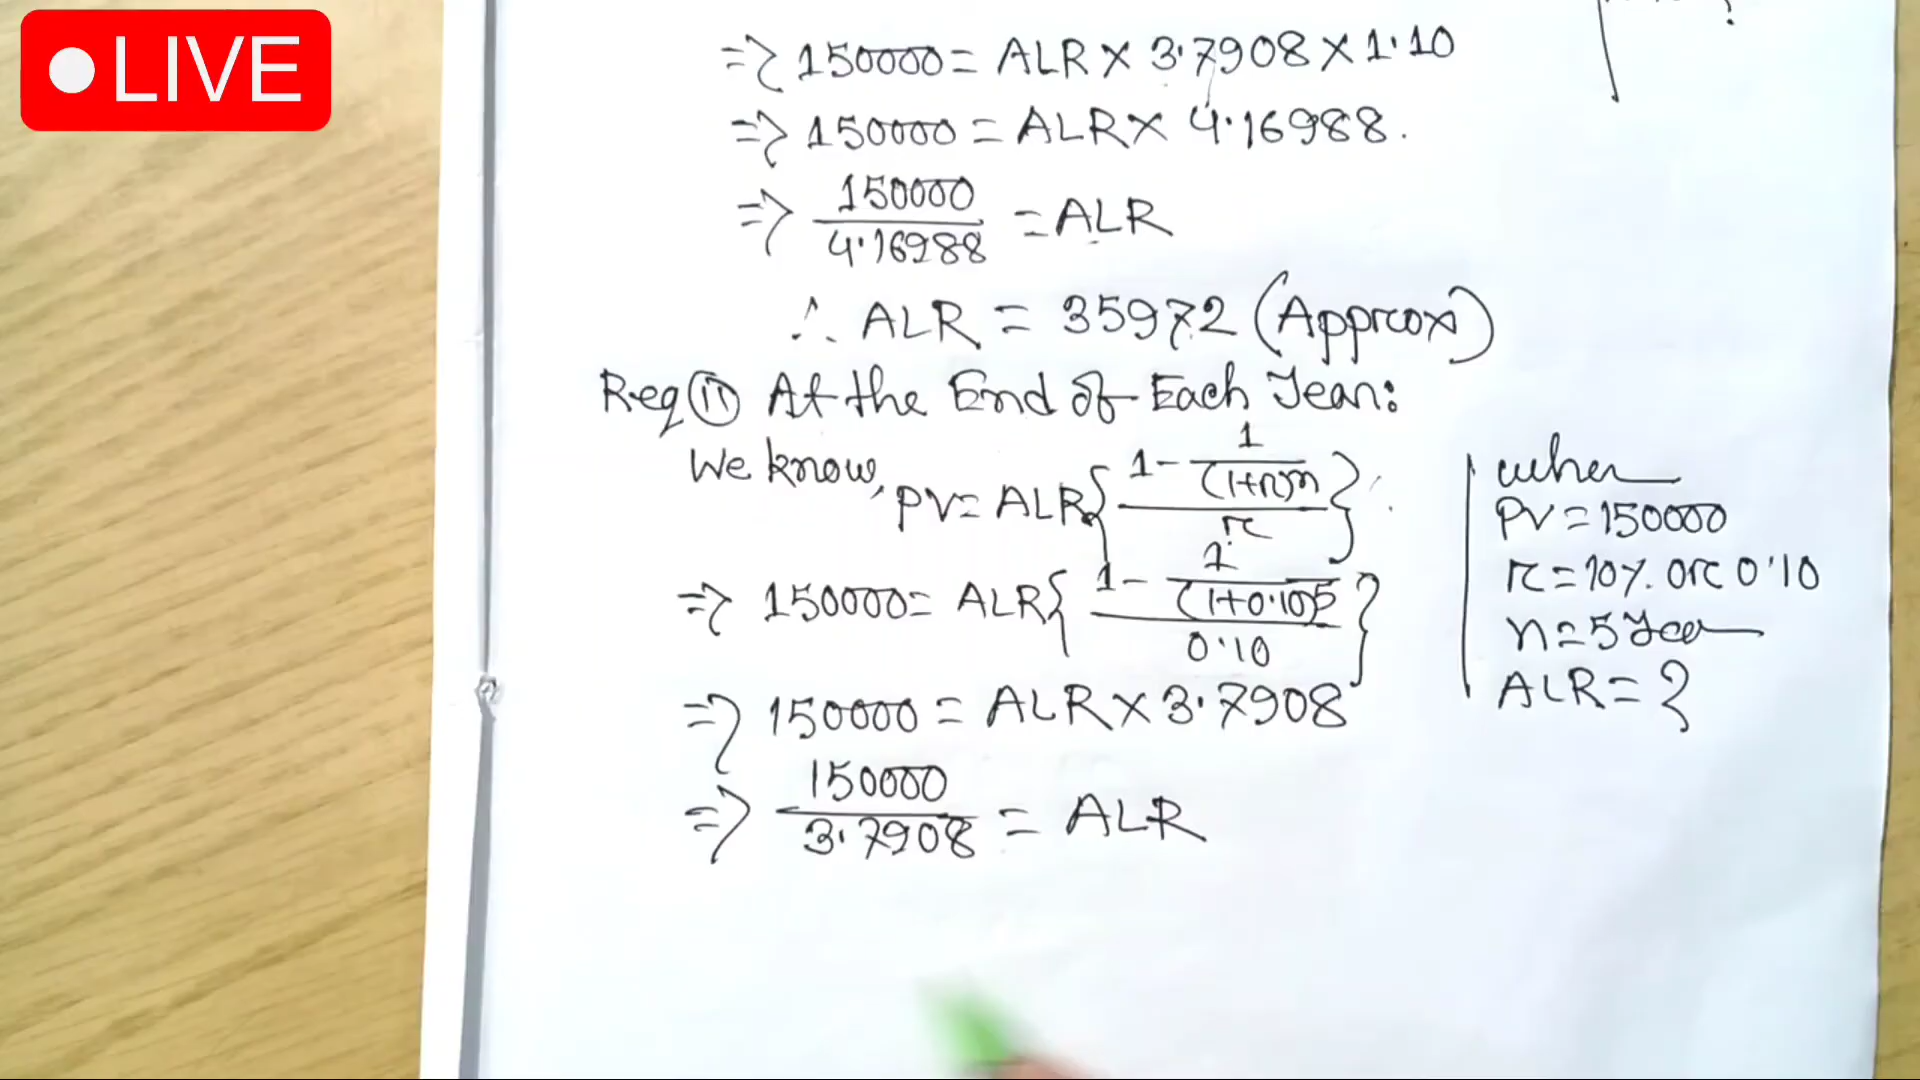 LIVE
=> 150000 = ALR × 3.7908 × 1.10
=> 150000 = ALR × 4.16988.
=> 150000/4.16988 = ALR
∴ ALR = 35972 (Approx)
Req (ii) At the End of Each Year:
We know, PV = ALR { (1 - 1/(1+r)n) / r }
=> 150000 = ALR { (1 - 1/(1+0.10)5) / 0.10 }
=> 150000 = ALR × 3.7908
=> 150000/3.7908 = ALR
when
PV = 150000
r = 10% or 0.10
n = 5 Year
ALR = ?